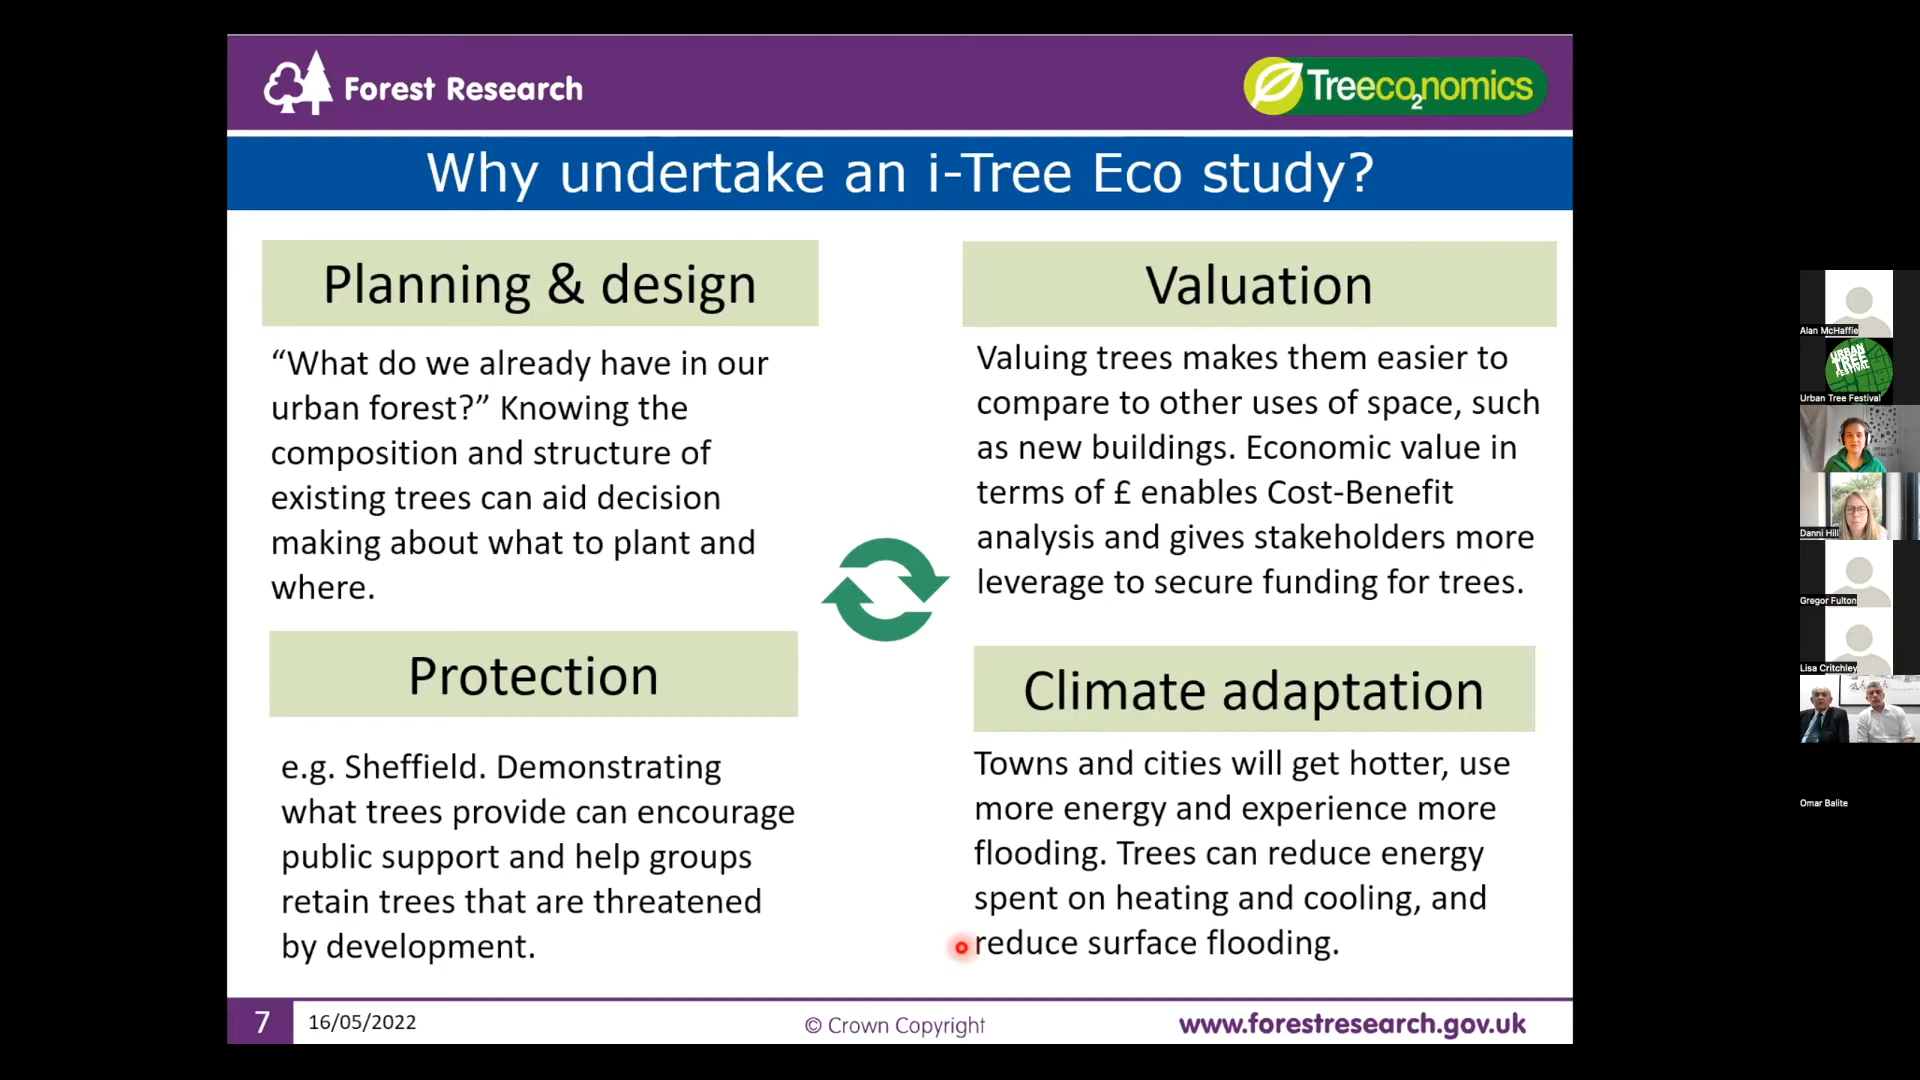 Forest Research
Treeco2nomics
Why undertake an i-Tree Eco study?
Planning & design
“What do we already have in our
urban forest?” Knowing the
composition and structure of
existing trees can aid decision
making about what to plant and
where.
Valuation
Valuing trees makes them easier to
compare to other uses of space, such
as new buildings. Economic value in
terms of £ enables Cost-Benefit
analysis and gives stakeholders more
leverage to secure funding for trees.
Protection
e.g. Sheffield. Demonstrating
what trees provide can encourage
public support and help groups
retain trees that are threatened
by development.
Climate adaptation
Towns and cities will get hotter, use
more energy and experience more
flooding. Trees can reduce energy
spent on heating and cooling, and
reduce surface flooding.
7
16/05/2022
© Crown Copyright
www.forestresearch.gov.uk
Alan McHaffie
URBAN
TREE
FESTIVAL
Urban Tree Festival
Danni Hill
Gregor Fulton
Lisa Critchley
Omar Balite